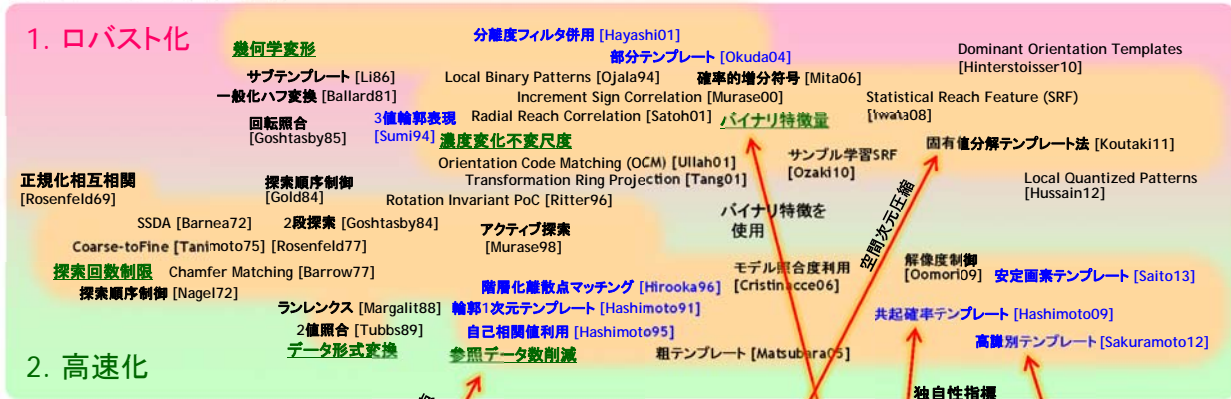 1. ロバスト化
幾何学変形
分離度フィルタ併用 [Hayashi01]
部分テンプレート [Okuda04]
Dominant Orientation Templates
[Hinterstoisser10]
サブテンプレート [Li86]
Local Binary Patterns [Ojala94]
確率的増分符号 [Mita06]
一般化ハフ変換 [Ballard81]
Increment Sign Correlation [Murase00]
Statistical Reach Feature (SRF)
[Iwata08]
回転照合
[Goshtasby85]
3値輪郭表現
[Sumi94]
Radial Reach Correlation [Satoh01]
バイナリ特徴量
濃度変化不変尺度
固有値分解テンプレート法 [Koutaki11]
Orientation Code Matching (OCM) [Ullah01]
サンプル学習SRF
[Ozaki10]
Transformation Ring Projection [Tang01]
Local Quantized Patterns
[Hussain12]
正規化相互相関
[Rosenfeld69]
探索順序制御
[Gold84]
Rotation Invariant PoC [Ritter96]
バイナリ特徴を
使用
空間次元圧縮
SSDA [Barnea72]
2段探索 [Goshtasby84]
アクティブ探索
[Murase98]
Coarse-toFine [Tanimoto75] [Rosenfeld77]
探索回数制限
Chamfer Matching [Barrow77]
モデル照合度利用
[Cristinacce06]
解像度制御
[Oomori09]
安定画素テンプレート [Saito13]
探索順序制御 [Nagel72]
階層化離散点マッチング [Hirooka96]
ランレンクス [Margalit88]
輪郭1次元テンプレート [Hashimoto91]
共起確率テンプレート [Hashimoto09]
2値照合 [Tubbs89]
自己相関値利用 [Hashimoto95]
高識別テンプレート [Sakuramoto12]
データ形式変換
参照データ数削減
粗テンプレート [Matsubara05]
2. 高速化
独自性指標